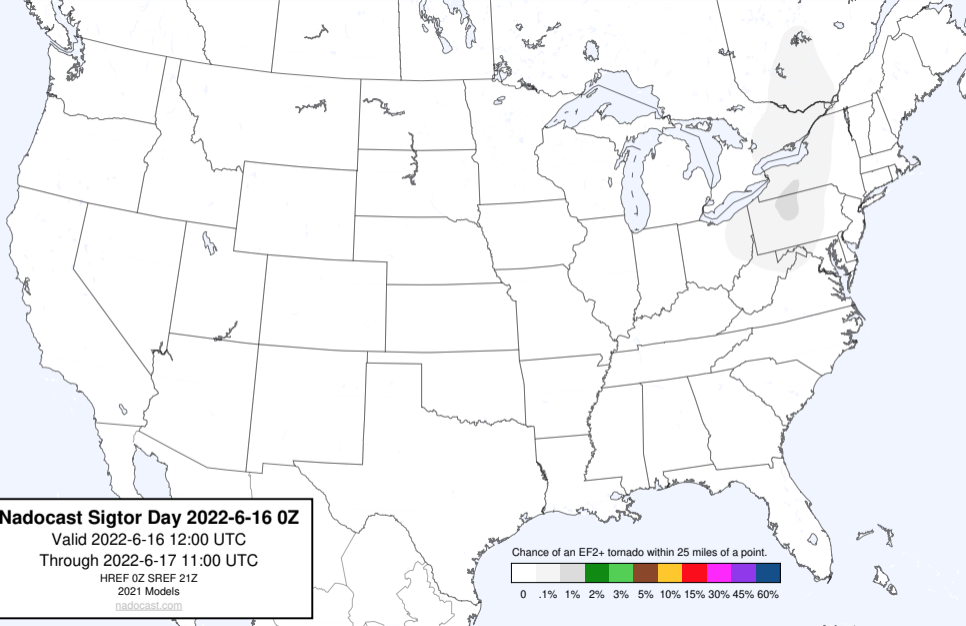 Nadocast Sigtor Day 2022-6-16 0Z
Valid 2022-6-16 12:00 UTC
Through 2022-6-17 11:00 UTC
HREF 0Z SREF 21Z
2021 Models
nadocast.com
Chance of an EF2+ tornado within 25 miles of a point.
0 .1% 1% 2% 3% 5% 10% 15% 30% 45% 60%